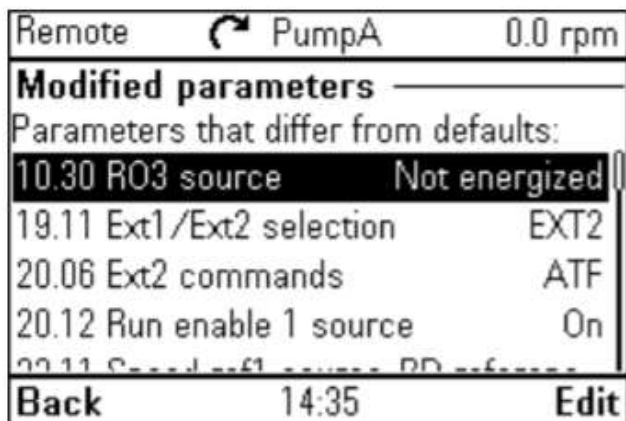 Remote PumpA 0.0 rpm
Modified parameters
Parameters that differ from defaults:
10.30 RO3 source Not energized
19.11 Ext1/Ext2 selection EXT2
20.06 Ext2 commands ATF
20.12 Run enable 1 source On
Back 14:35 Edit